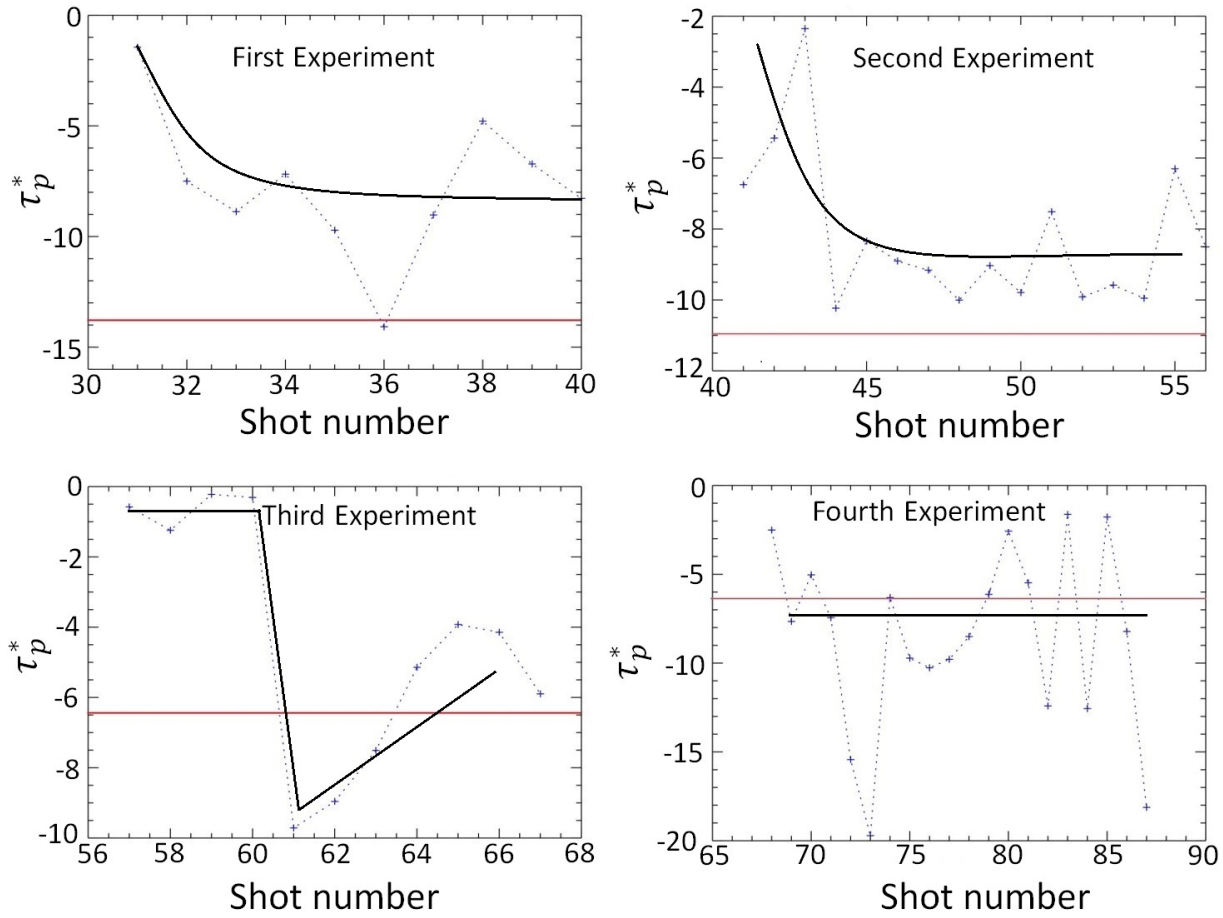 0
-5
-10
-15
τ*p
First Experiment
30 32 34 36 38 40
Shot number
-2
-4
-6
-8
-10
-12
τ*p
Second Experiment
40 45 50 55
Shot number
0
-2
-4
-6
-8
-10
τ*p
Third Experiment
56 58 60 62 64 66 68
Shot number
0
-5
-10
-15
-20
τ*p
Fourth Experiment
65 70 75 80 85 90
Shot number